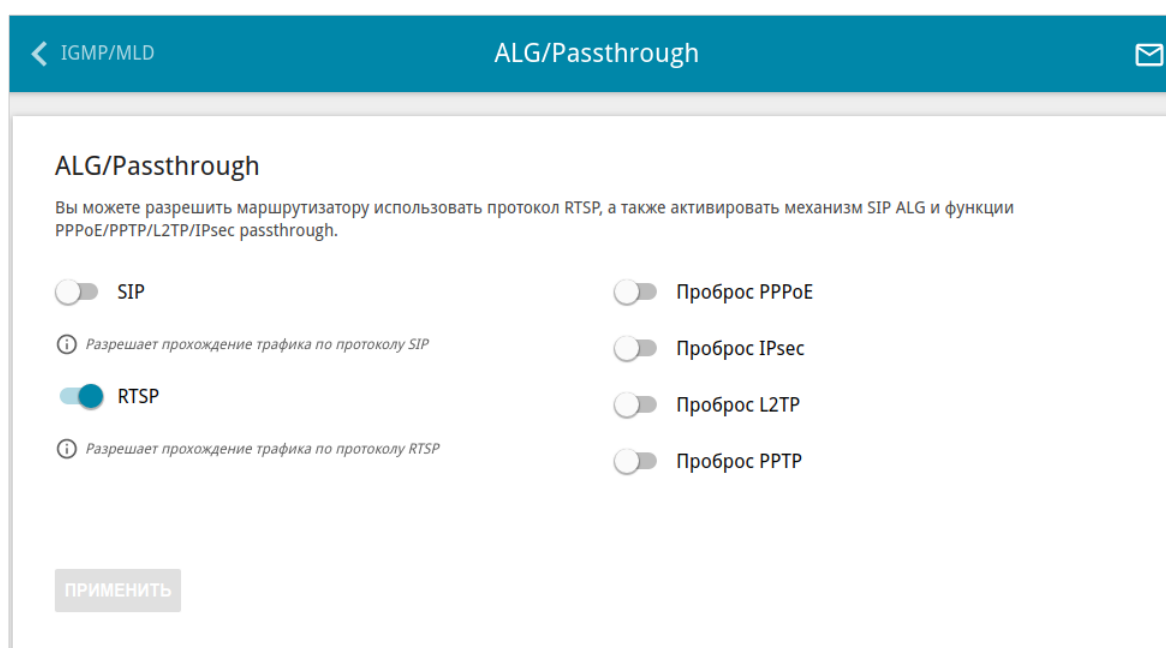 IGMP/MLD
ALG/Passthrough
ALG/Passthrough
Вы можете разрешить маршрутизатору использовать протокол RTSP, а также активировать механизм SIP ALG и функции
PPPoE/PPTP/L2TP/IPsec passthrough.
SIP
Разрешает прохождение трафика по протоколу SIP
RTSP
Разрешает прохождение трафика по протоколу RTSP
Проброс PPPoE
Проброс IPsec
Проброс L2TP
Проброс PPTP
ПРИМЕНИТЬ